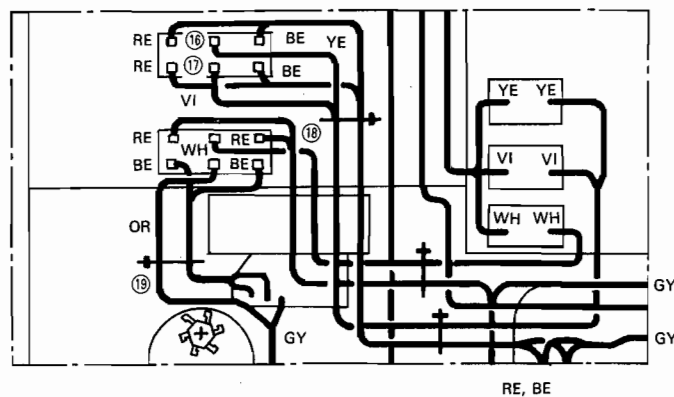 RE 16 BE YE
RE 17 BE
VI
YE YE
RE WH RE 18
BE BE
VI VI
OR
WH WH
19
GY
GY
GY
RE, BE